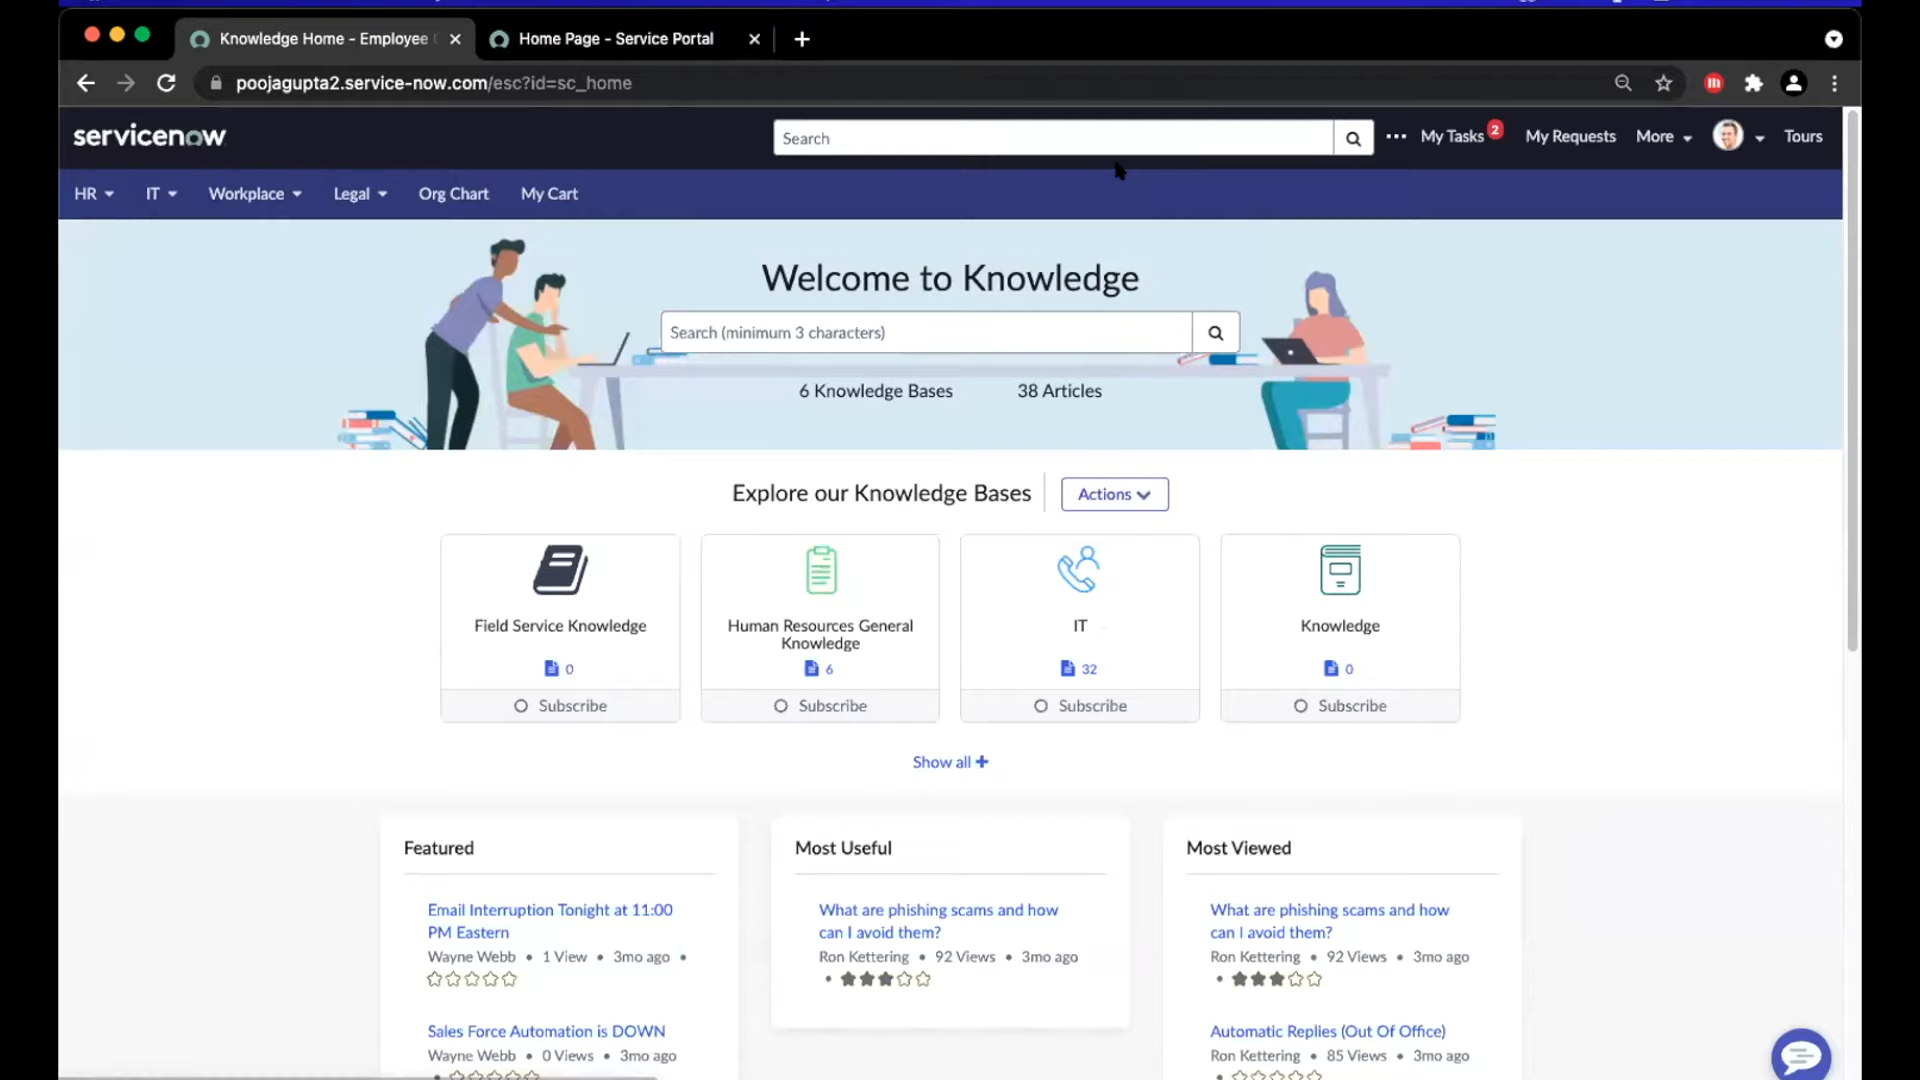 Knowledge Home - Employee
Home Page - Service Portal
poojagupta2.service-now.com/esc?id=sc_home
servicenow
Search
My Tasks 2
My Requests
More
Tours
HR
IT
Workplace
Legal
Org Chart
My Cart
Welcome to Knowledge
Search (minimum 3 characters)
6 Knowledge Bases
38 Articles
Explore our Knowledge Bases
Actions
Field Service Knowledge
0
Subscribe
Human Resources General
Knowledge
6
Subscribe
IT
32
Subscribe
Knowledge
0
Subscribe
Show all +
Featured
Email Interruption Tonight at 11:00
PM Eastern
Wayne Webb • 1 View • 3mo ago •
Sales Force Automation is DOWN
Wayne Webb • 0 Views • 3mo ago
Most Useful
What are phishing scams and how
can I avoid them?
Ron Kettering • 92 Views • 3mo ago
Most Viewed
What are phishing scams and how
can I avoid them?
Ron Kettering • 92 Views • 3mo ago
Automatic Replies (Out Of Office)
Ron Kettering • 85 Views • 3mo ago